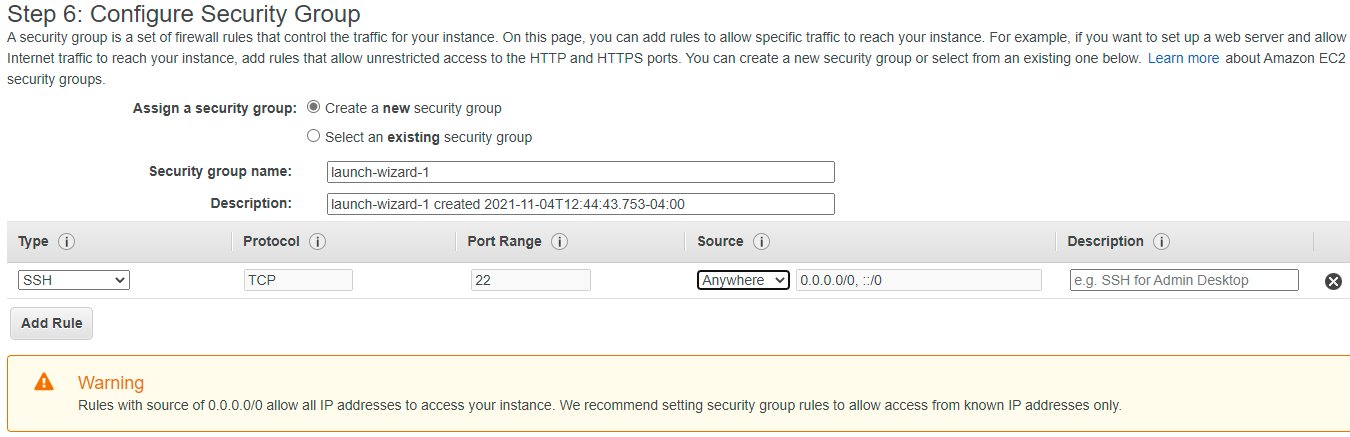 Step 6: Configure Security Group
A security group is a set of firewall rules that control the traffic for your instance. On this page, you can add rules to allow specific traffic to reach your instance. For example, if you want to set up a web server and allow
Internet traffic to reach your instance, add rules that allow unrestricted access to the HTTP and HTTPS ports. You can create a new security group or select from an existing one below. Learn more about Amazon EC2
security groups.
Assign a security group: Create a new security group
Select an existing security group
Security group name: launch-wizard-1
Description: launch-wizard-1 created 2021-11-04T12:44:43.753-04:00
Type i Protocol i Port Range i Source i Description i
SSH TCP 22 Anywhere 0.0.0.0/0, ::/0 e.g. SSH for Admin Desktop
Add Rule
Warning
Rules with source of 0.0.0.0/0 allow all IP addresses to access your instance. We recommend setting security group rules to allow access from known IP addresses only.